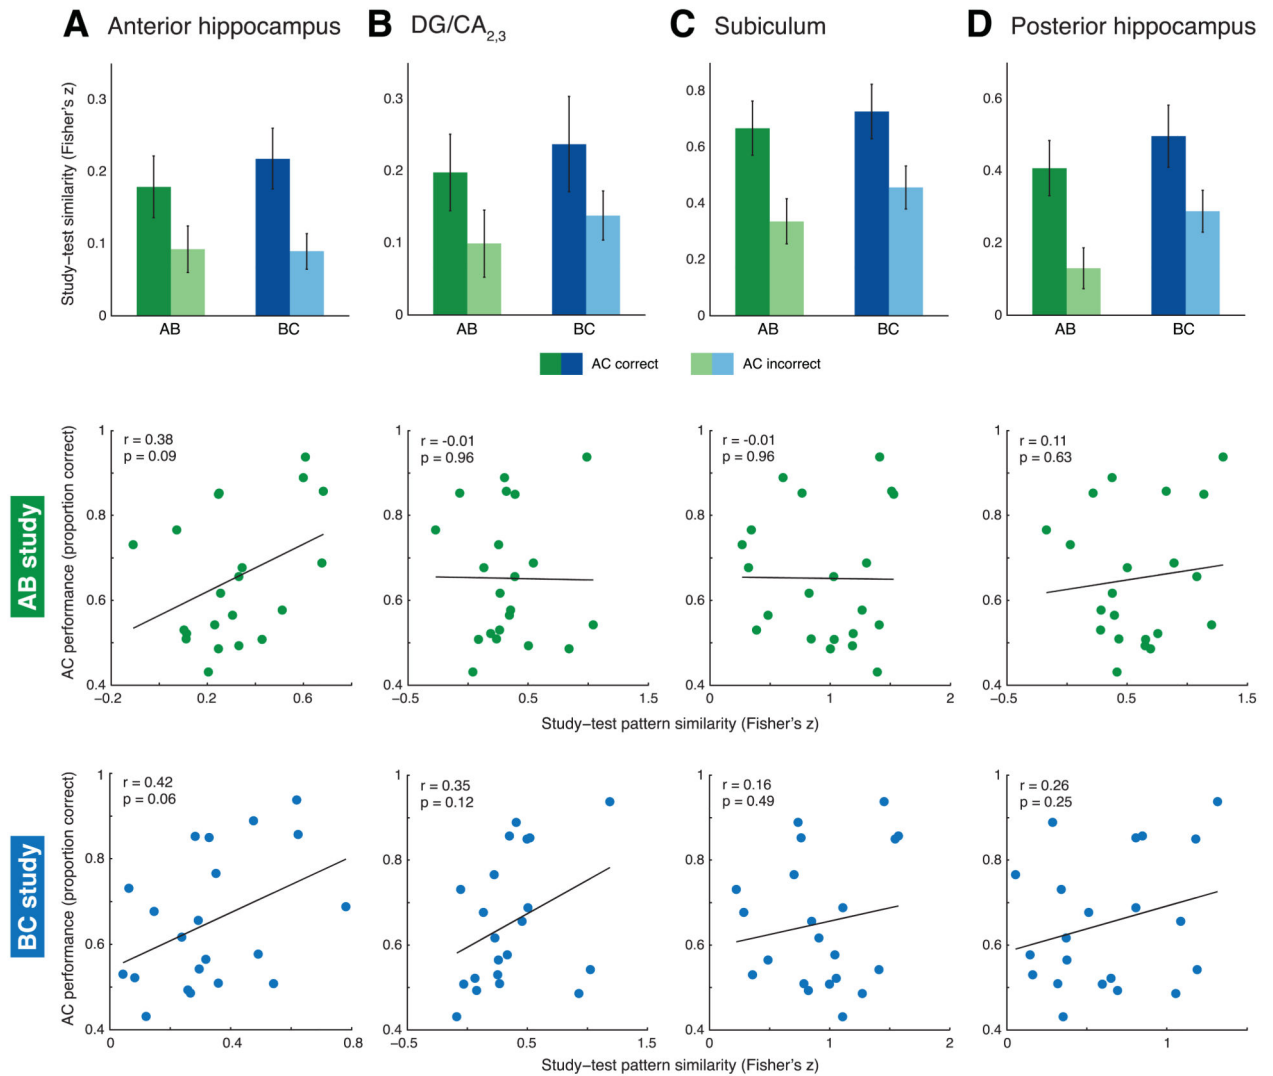 A Anterior hippocampus
B DG/CA2,3
C Subiculum
D Posterior hippocampus
Study–test similarity (Fisher's z)
0.3
0.2
0.1
0
AB
BC
0.3
0.2
0.1
0
AB
BC
0.8
0.6
0.4
0.2
0
AB
BC
0.6
0.4
0.2
0
AB
BC
AC correct
AC incorrect
AB study
AC performance (proportion correct)
1
0.8
0.6
0.4
r = 0.38
p = 0.09
−0.2
0.2
0.6
1
0.8
0.6
0.4
r = -0.01
p = 0.96
−0.5
0.5
1.5
1
0.8
0.6
0.4
r = -0.01
p = 0.96
0
1
2
1
0.8
0.6
0.4
r = 0.11
p = 0.63
−0.5
0.5
1.5
Study–test pattern similarity (Fisher's z)
BC study
AC performance (proportion correct)
1
0.8
0.6
0.4
r = 0.42
p = 0.06
0
0.4
0.8
1
0.8
0.6
0.4
r = 0.35
p = 0.12
−0.5
0.5
1.5
1
0.8
0.6
0.4
r = 0.16
p = 0.49
0
1
2
1
0.8
0.6
0.4
r = 0.26
p = 0.25
0
1
Study–test pattern similarity (Fisher's z)